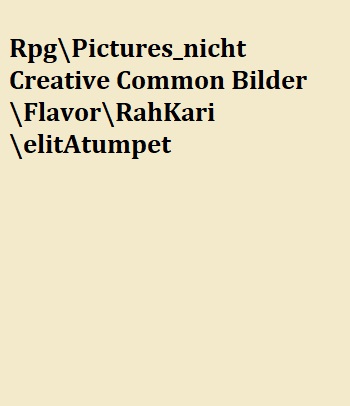 Rpg\Pictures_nicht
Creative Common Bilder
\Flavor\RahKari
\elitAtumpet